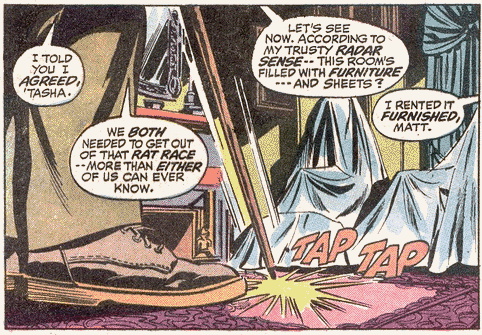 I TOLD
YOU I
AGREED,
'TASHA.
WE BOTH
NEEDED TO GET OUT
OF THAT RAT RACE
--MORE THAN EITHER
OF US CAN EVER
KNOW.
LET'S SEE
NOW. ACCORDING TO
MY TRUSTY RADAR
SENSE-- THIS ROOM'S
FILLED WITH FURNITURE
---AND SHEETS?
I RENTED IT
FURNISHED,
MATT.
TAP
TAP